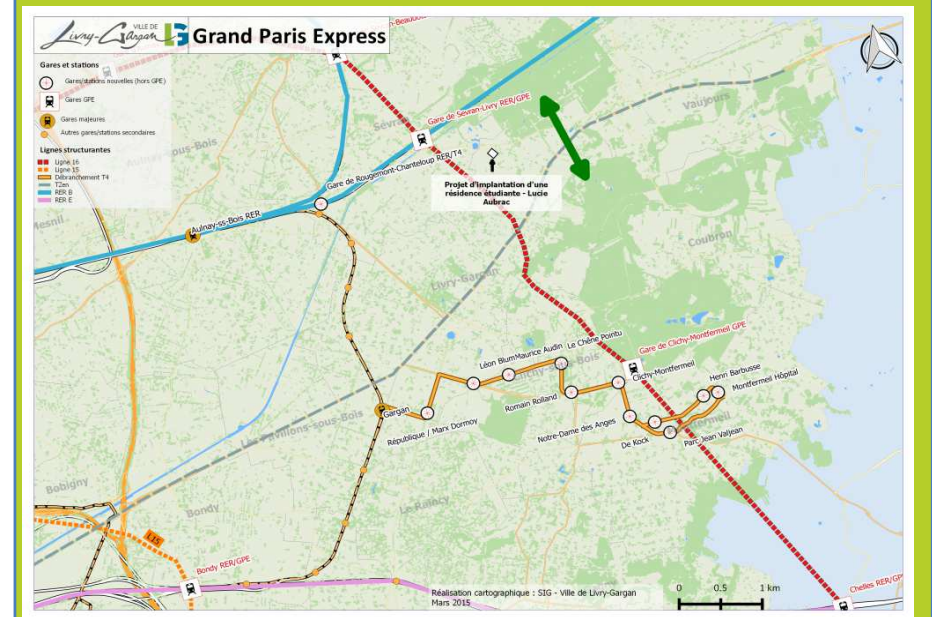 Livry-Gargan VILLE DE LG Grand Paris Express
Gares et stations
Gares/stations nouvelles (hors GPE)
Gares GPE
Gares majeures
Autres gares/stations secondaires
Lignes structurantes
Ligne 16
Ligne 15
Débranchement T4
T2en
RER B
RER E
Aulnay-sous-Bois
Sevran
Vaujours
Gare de Sevran-Livry RER/GPE
Gare de Rougemont-Chanteloup RER/T4
Projet d'implantation d'une
résidence étudiante - Lucie
Aubrac
Aulnay-ss-Bois RER
Coubron
Livry-Gargan
Gare de Clichy-Montfermeil GPE
Léon Blum
Maurice Audin
Le Chêne Pointu
Clichy-sous-Bois
Clichy-Montfermeil
Henri Barbusse
Montfermeil Hôpital
Romain Rolland
Gargan
République / Marx Dormoy
Notre-Dame des Anges
De Kock
Parc Jean Valjean
Les Pavillons-sous-Bois
Bobigny
Bondy
Le Raincy
L15
Bondy RER/GPE
Chelles RER/GP
Réalisation cartographique : SIG - Ville de Livry-Gargan
Mars 2015
0 0.5 1 km